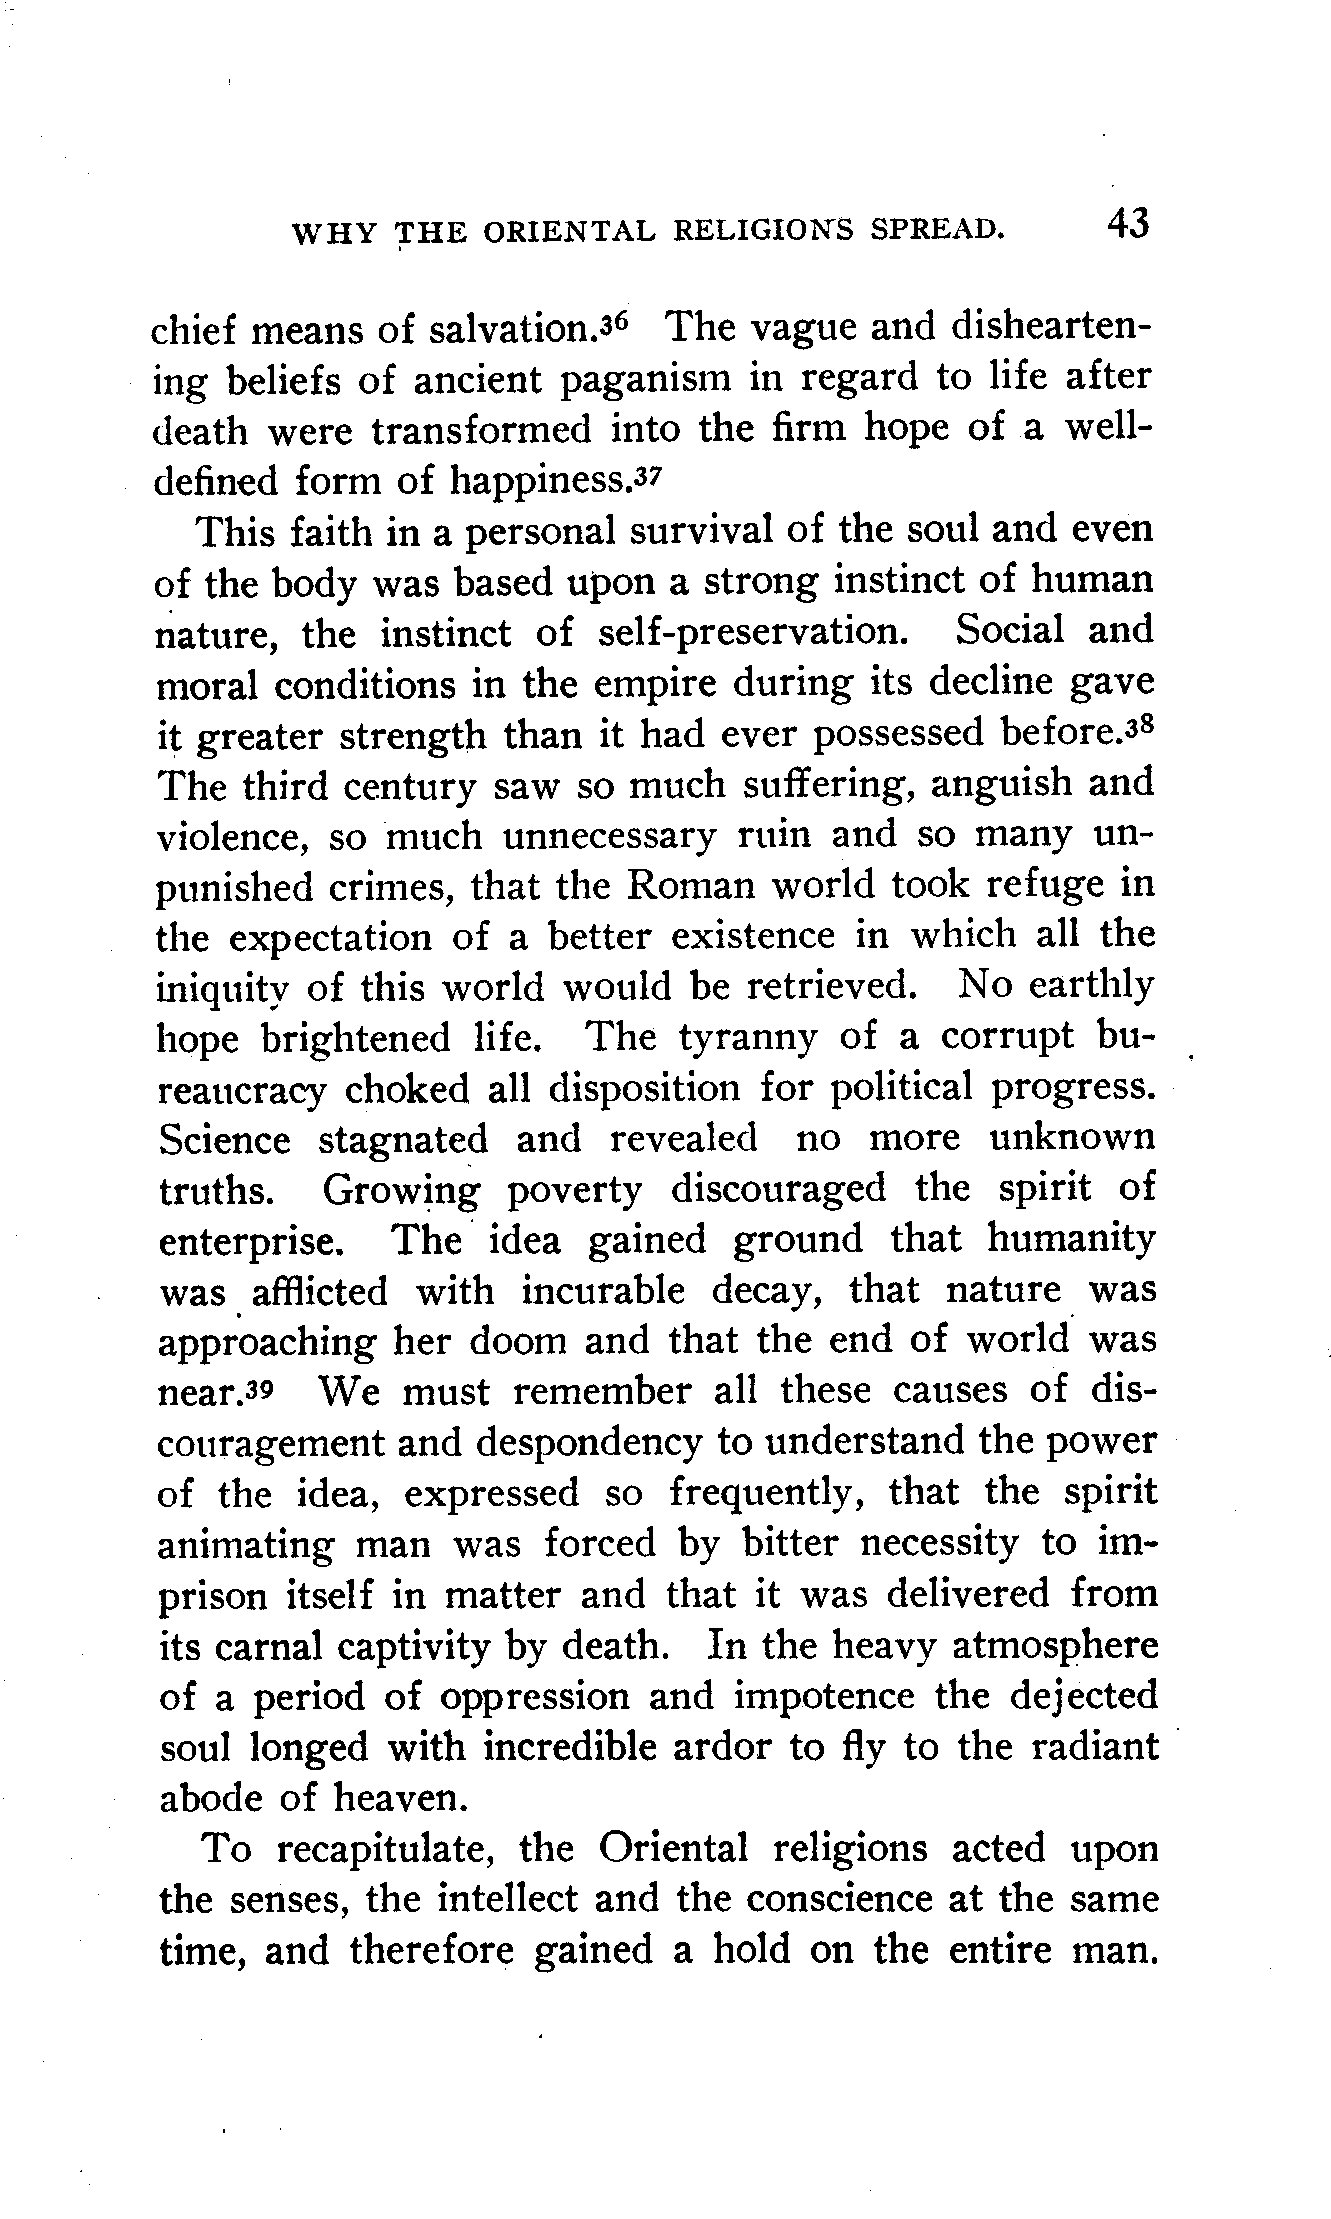 WHY THE ORIENTAL RELIGIONS SPREAD. 43
chief means of salvation.36 The vague and dishearten-
ing beliefs of ancient paganism in regard to life after
death were transformed into the firm hope of a well-
defined form of happiness.37
This faith in a personal survival of the soul and even
of the body was based upon a strong instinct of human
nature, the instinct of self-preservation. Social and
moral conditions in the empire during its decline gave
it greater strength than it had ever possessed before.38
The third century saw so much suffering, anguish and
violence, so much unnecessary ruin and so many un-
punished crimes, that the Roman world took refuge in
the expectation of a better existence in which all the
iniquity of this world would be retrieved. No earthly
hope brightened life. The tyranny of a corrupt bu-
reaucracy choked all disposition for political progress.
Science stagnated and revealed no more unknown
truths. Growing poverty discouraged the spirit of
enterprise. The idea gained ground that humanity
was afflicted with incurable decay, that nature was
approaching her doom and that the end of world was
near.39 We must remember all these causes of dis-
couragement and despondency to understand the power
of the idea, expressed so frequently, that the spirit
animating man was forced by bitter necessity to im-
prison itself in matter and that it was delivered from
its carnal captivity by death. In the heavy atmosphere
of a period of oppression and impotence the dejected
soul longed with incredible ardor to fly to the radiant
abode of heaven.
To recapitulate, the Oriental religions acted upon
the senses, the intellect and the conscience at the same
time, and therefore gained a hold on the entire man.